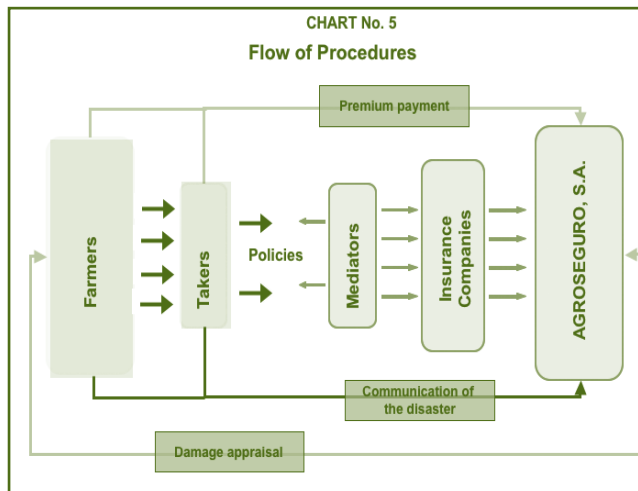 CHART No. 5
Flow of Procedures
Premium payment
Farmers
Takers
Policies
Mediators
Insurance
Companies
AGROSEGURO, S.A.
Communication of
the disaster
Damage appraisal